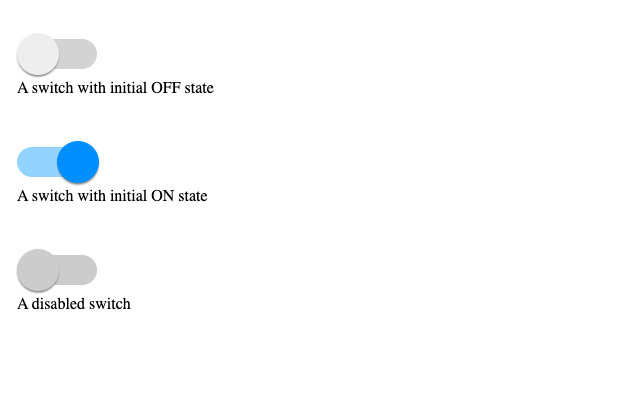 A switch with initial OFF state
A switch with initial ON state
A disabled switch